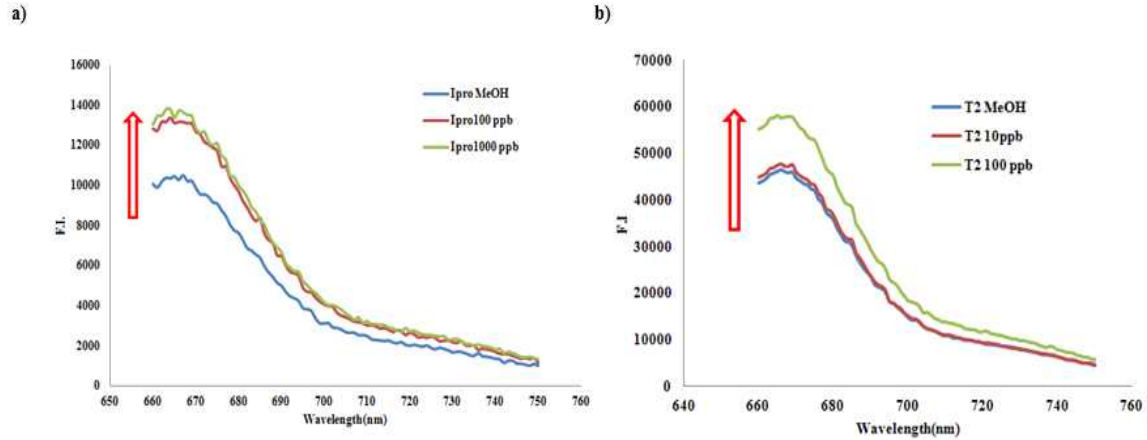 a)
16000
14000
12000
10000
8000
6000
4000
2000
0
F.I.
650 660 670 680 690 700 710 720 730 740 750 760
Wavelength(nm)
Ipro MeOH
Ipro100 ppb
Ipro1000 ppb
b)
70000
60000
50000
40000
30000
20000
10000
0
F.I
640 660 680 700 720 740 760
Wavelength(nm)
T2 MeOH
T2 10ppb
T2 100 ppb